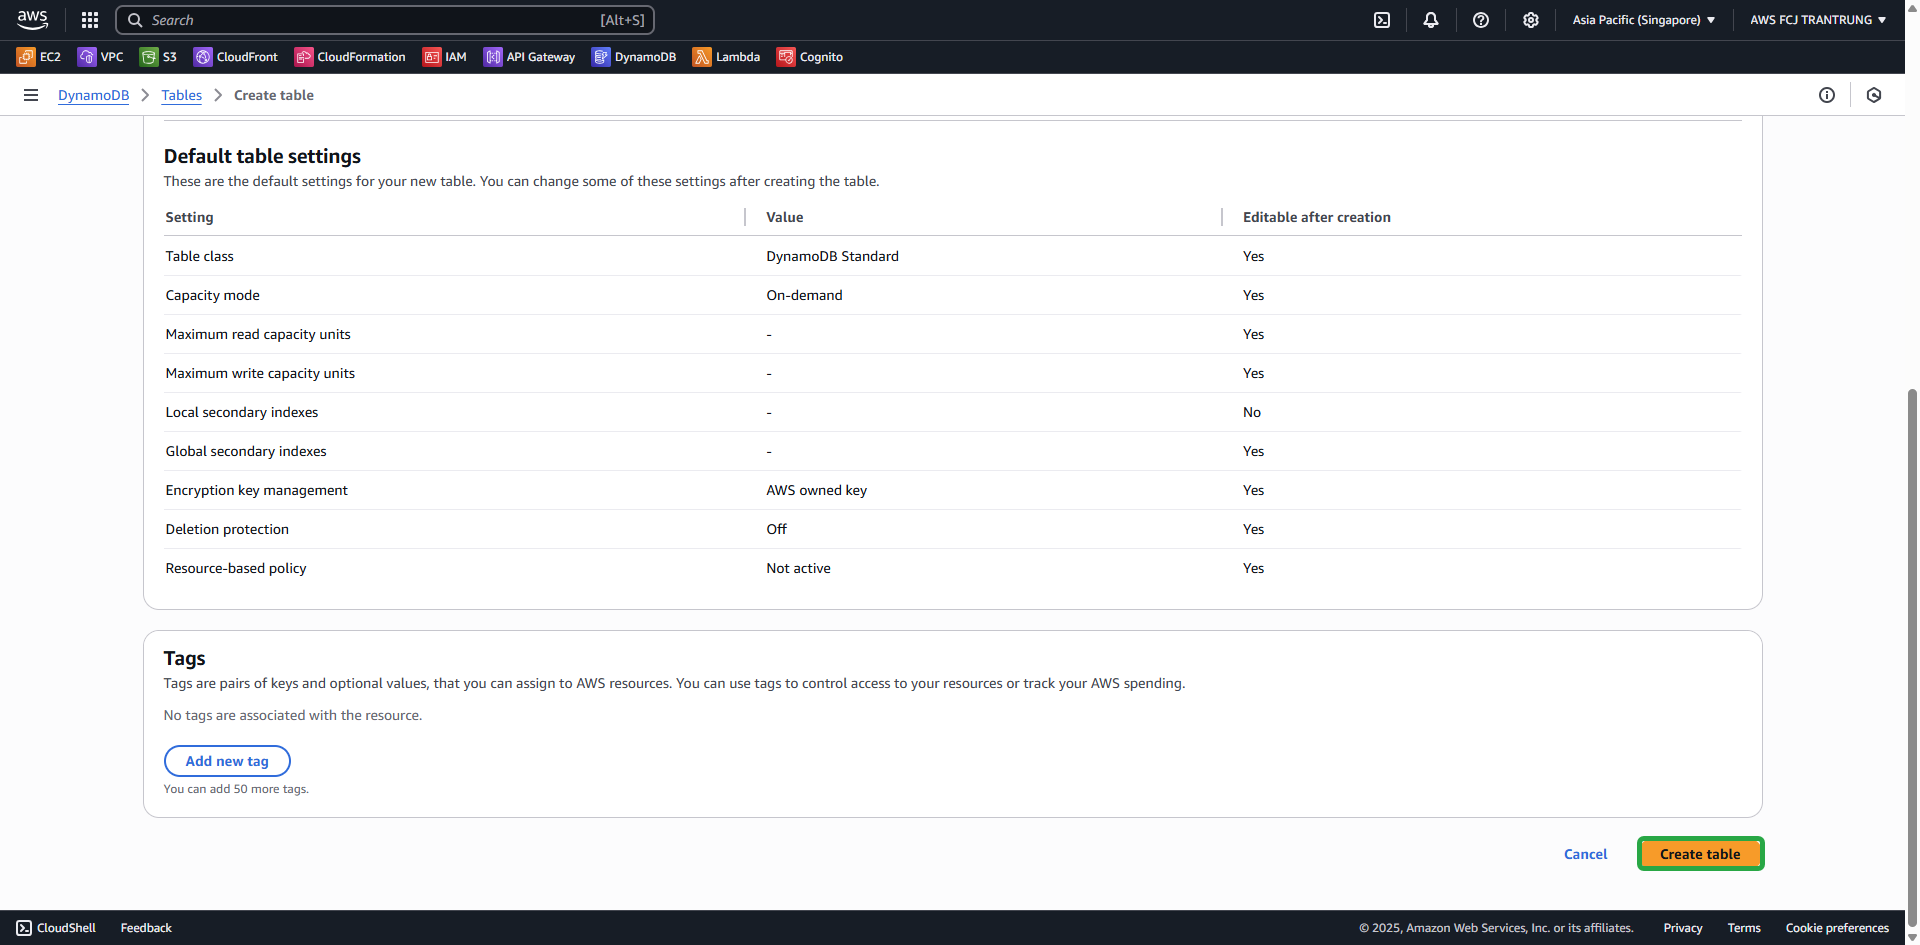 aws Search [Alt+S] Asia Pacific (Singapore) AWS FCJ TRANTRUNG
EC2 VPC S3 CloudFront CloudFormation IAM API Gateway DynamoDB Lambda Cognito
DynamoDB Tables Create table
Default table settings
These are the default settings for your new table. You can change some of these settings after creating the table.
Setting Value Editable after creation
Table class DynamoDB Standard Yes
Capacity mode On-demand Yes
Maximum read capacity units - Yes
Maximum write capacity units - Yes
Local secondary indexes - No
Global secondary indexes - Yes
Encryption key management AWS owned key Yes
Deletion protection Off Yes
Resource-based policy Not active Yes
Tags
Tags are pairs of keys and optional values, that you can assign to AWS resources. You can use tags to control access to your resources or track your AWS spending.
No tags are associated with the resource.
Add new tag
You can add 50 more tags.
Cancel Create table
CloudShell Feedback © 2025, Amazon Web Services, Inc. or its affiliates. Privacy Terms Cookie preferences